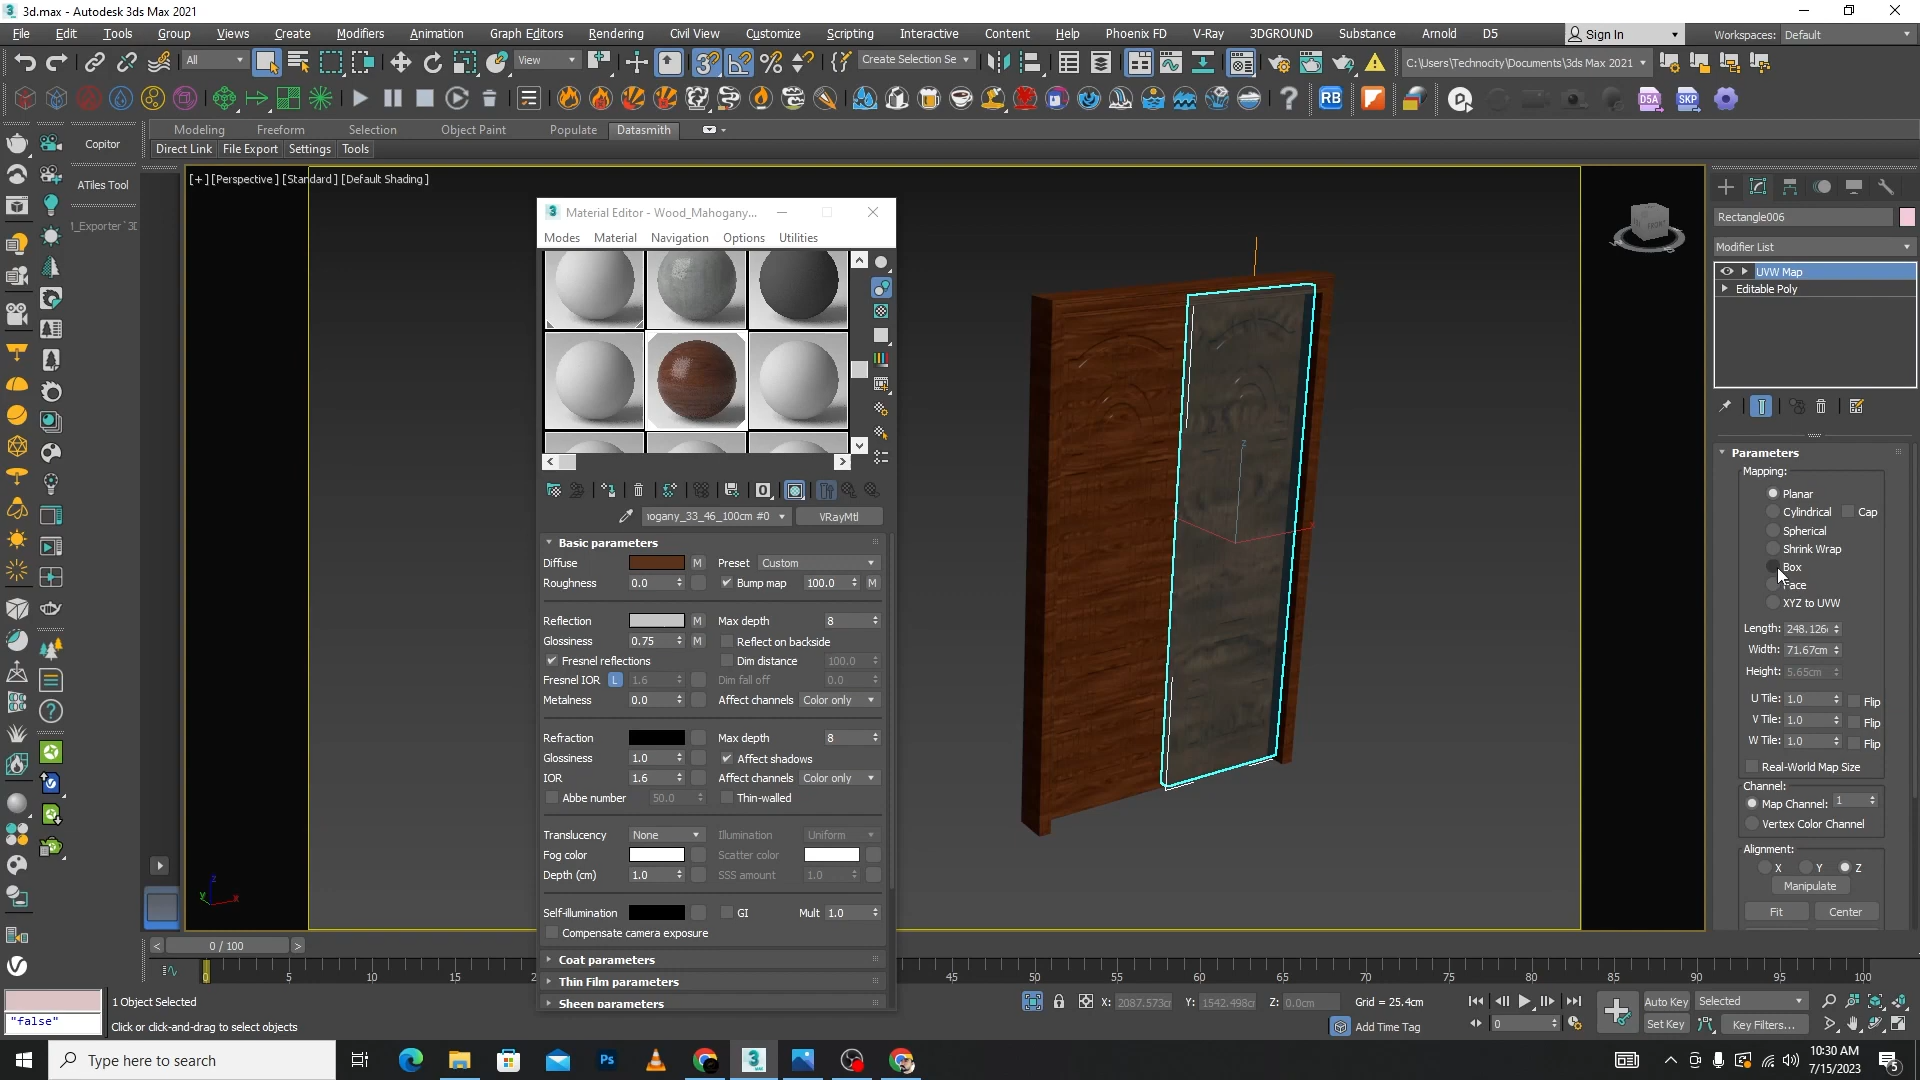 3d.max - Autodesk 3ds Max 2021
File Edit Tools Group Views Create Modifiers Animation Graph Editors Rendering Civil View Customize Scripting Interactive Content Help Phoenix FD V-Ray 3DGROUND Substance Arnold D5 Sign In Workspaces: Default
All View Create Selection Se C:\Users\Technocity\Documents\3ds Max 2021
RB D5A SKP
Modeling Freeform Selection Object Paint Populate Datasmith
Copitor
Direct Link File Export Settings Tools
ATiles Tool
1_Exporter`3D
[+] [Perspective] [Standard] [Default Shading]
FRONT
Material Editor - Wood_Mahogany...
Modes Material Navigation Options Utilities
hogany_33_46_100cm #0 VRayMtl
Basic parameters
Diffuse M Preset Custom
Roughness 0.0 Bump map 100.0 M
Reflection M Max depth 8
Glossiness 0.75 M Reflect on backside
Fresnel reflections Dim distance 100.0
Fresnel IOR L 1.6 Dim fall off 0.0
Metalness 0.0 Affect channels Color only
Refraction Max depth 8
Glossiness 1.0 Affect shadows
IOR 1.6 Affect channels Color only
Abbe number 50.0 Thin-walled
Translucency None Illumination Uniform
Fog color Scatter color
Depth (cm) 1.0 SSS amount 1.0
Self-illumination GI Mult 1.0
Compensate camera exposure
Coat parameters
Thin Film parameters
Sheen parameters
Rectangle006
Modifier List
UVW Map
Editable Poly
Parameters
Mapping:
Planar
Cylindrical Cap
Spherical
Shrink Wrap
Box
Face
XYZ to UVW
Length: 248.126
Width: 71.67cm
Height: 5.65cm
U Tile: 1.0 Flip
V Tile: 1.0 Flip
W Tile: 1.0 Flip
Real-World Map Size
Channel:
Map Channel: 1
Vertex Color Channel
Alignment:
X Y Z
Manipulate
Fit Center
z
x
y
0 / 100
0 5 10 15 45 50 55 60 65 70 75 80 85 90 95 100
"false"
1 Object Selected
Click or click-and-drag to select objects
X: 2087.573cm Y: 1542.498cm Z: 0.0cm Grid = 25.4cm
Add Time Tag
0
Auto Key Selected
Set Key Key Filters...
Type here to search
Ps
3
10:30 AM
7/15/2023
5